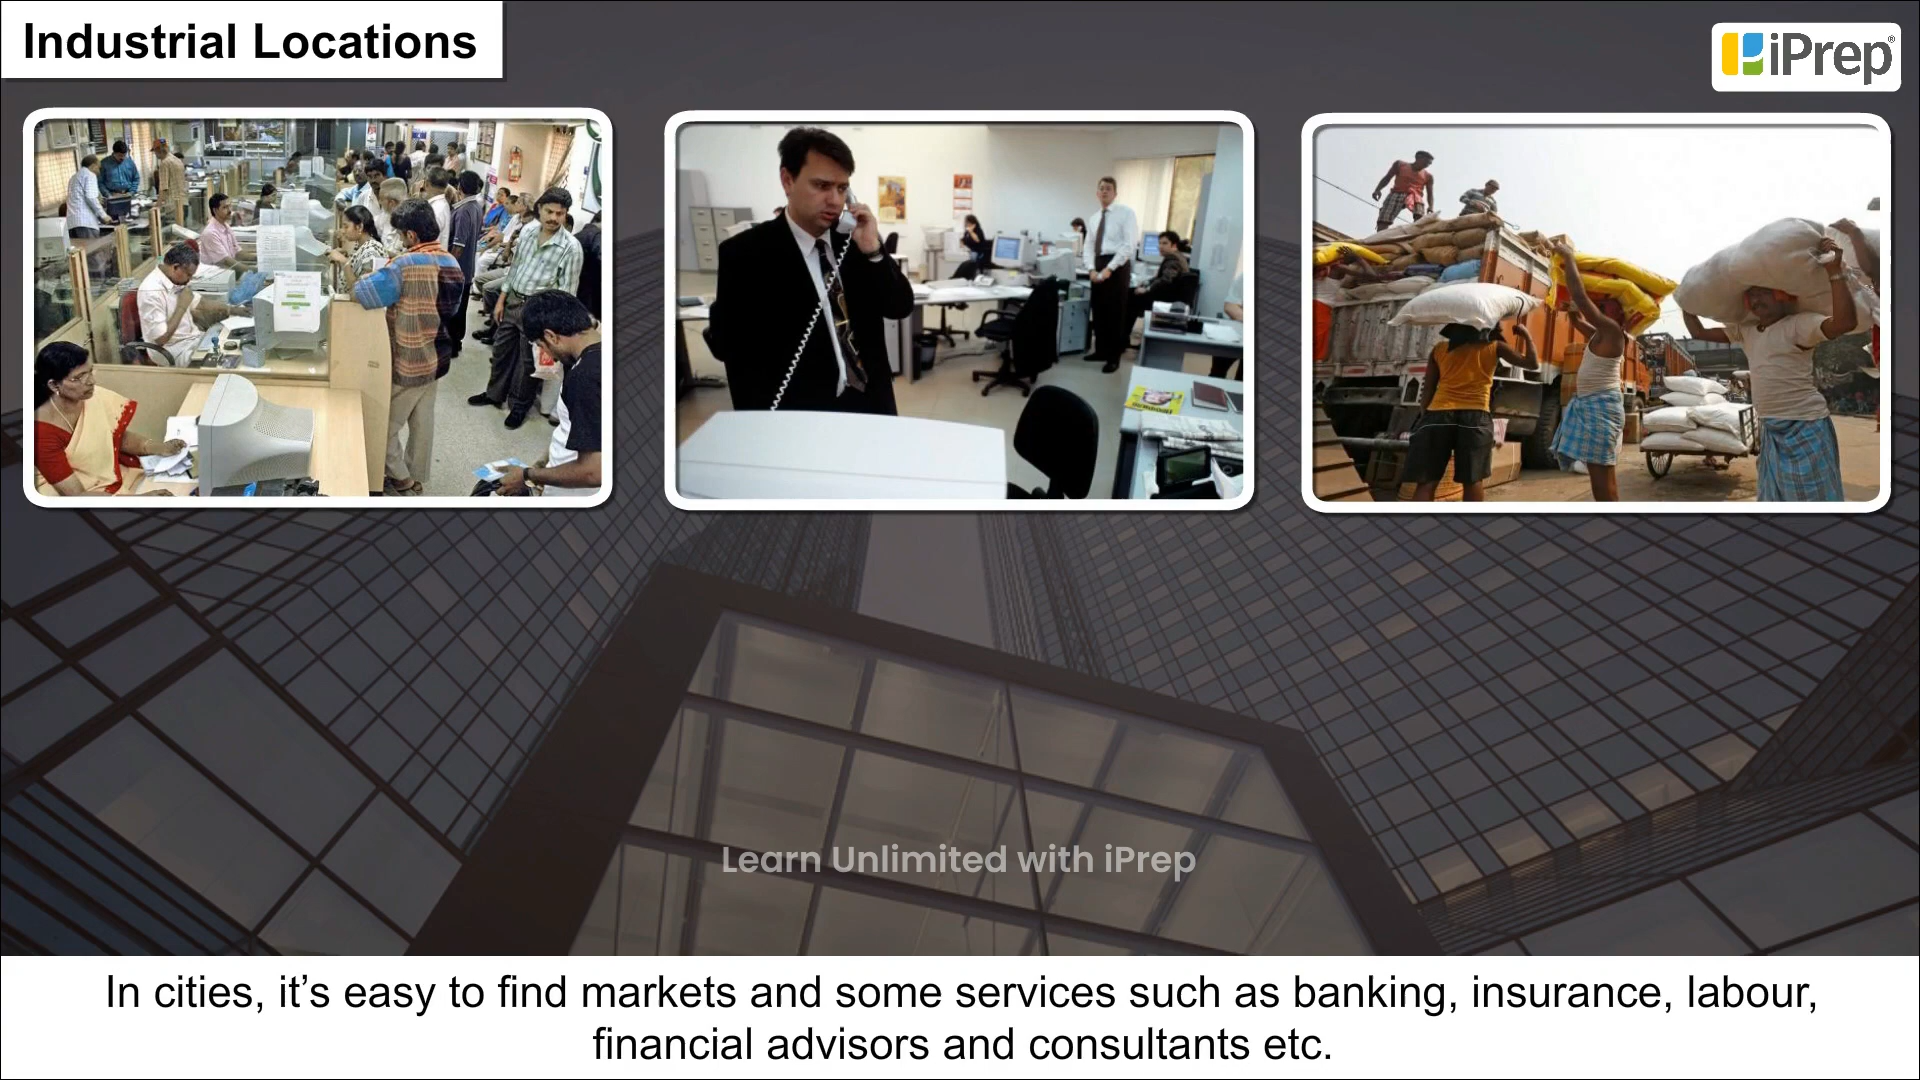 Industrial Locations
iPrep®
Learn Unlimited with iPrep
In cities, it’s easy to find markets and some services such as banking, insurance, labour,
financial advisors and consultants etc.